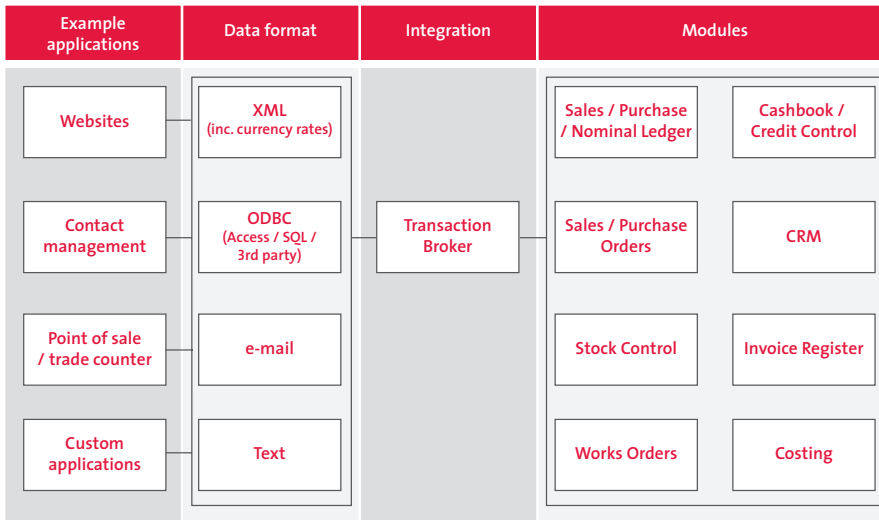 Example
applications
Data format
Integration
Modules
Websites
XML
(inc. currency rates)
Sales / Purchase
/ Nominal Ledger
Cashbook /
Credit Control
Contact
management
ODBC
(Access / SQL /
3rd party)
Transaction
Broker
Sales / Purchase
Orders
CRM
Point of sale
/ trade counter
e-mail
Stock Control
Invoice Register
Custom
applications
Text
Works Orders
Costing